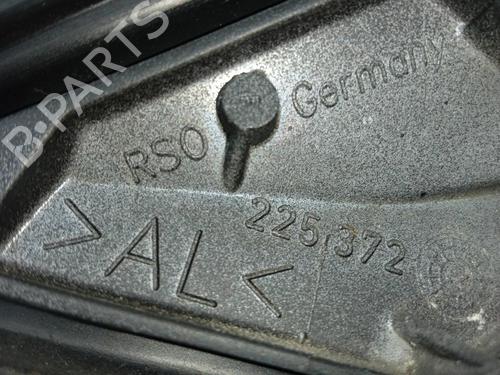 B-PARTS
RSO Germany
225.372
>AL<